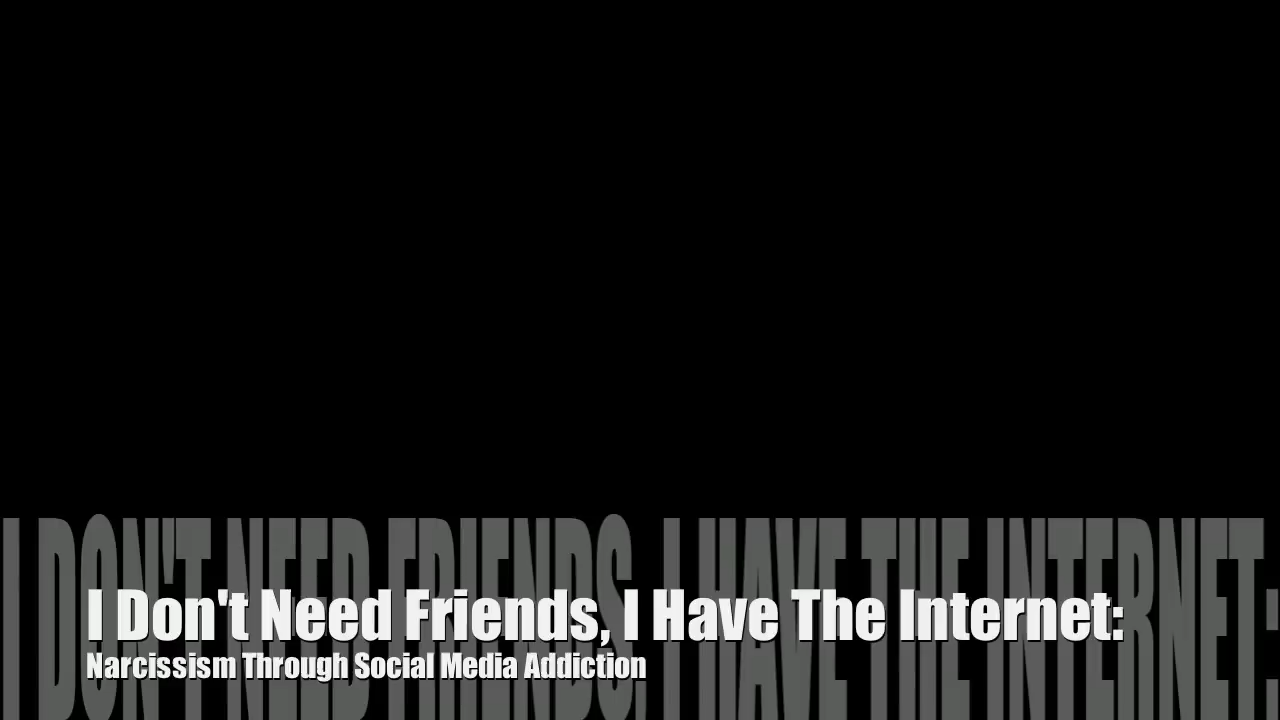 I DON'T NEED FRIENDS, I HAVE THE INTERNET:
I Don't Need Friends, I Have The Internet:
Narcissism Through Social Media Addiction